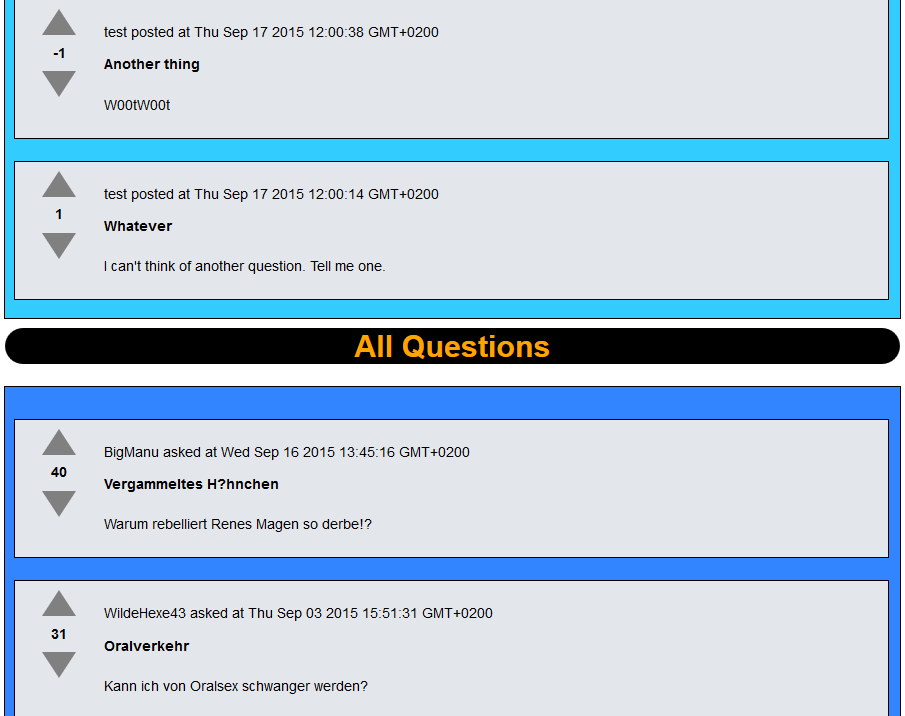 test posted at Thu Sep 17 2015 12:00:38 GMT+0200
-1
Another thing
W00tW00t
test posted at Thu Sep 17 2015 12:00:14 GMT+0200
1
Whatever
I can't think of another question. Tell me one.
All Questions
BigManu asked at Wed Sep 16 2015 13:45:16 GMT+0200
40
Vergammeltes H?hnchen
Warum rebelliert Renes Magen so derbe!?
WildeHexe43 asked at Thu Sep 03 2015 15:51:31 GMT+0200
31
Oralverkehr
Kann ich von Oralsex schwanger werden?